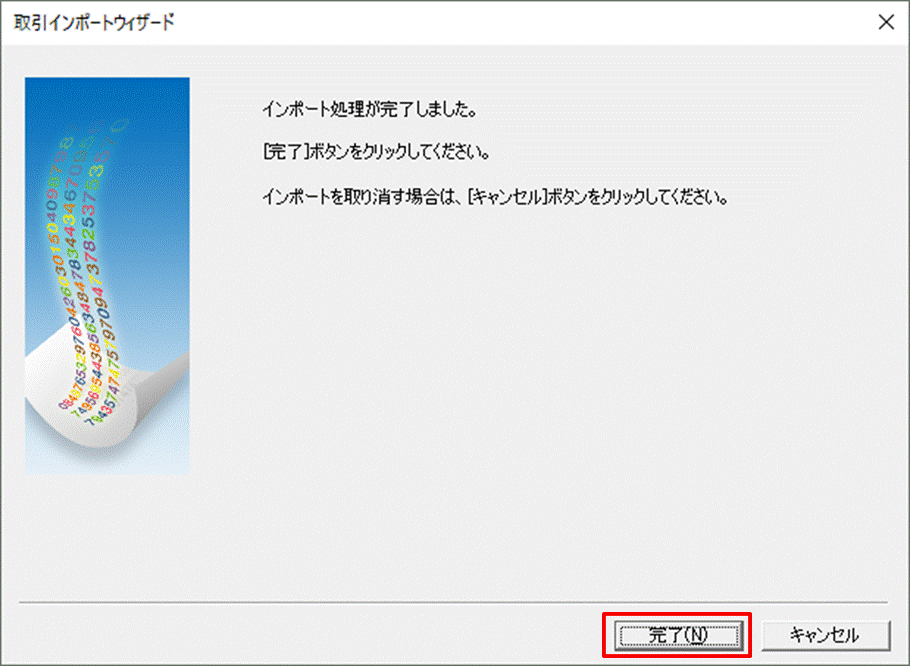 取引インポートウィザード
インポート処理が完了しました。
[完了]ボタンをクリックしてください。
インポートを取り消す場合は、[キャンセル]ボタンをクリックしてください。
完了(N)
キャンセル